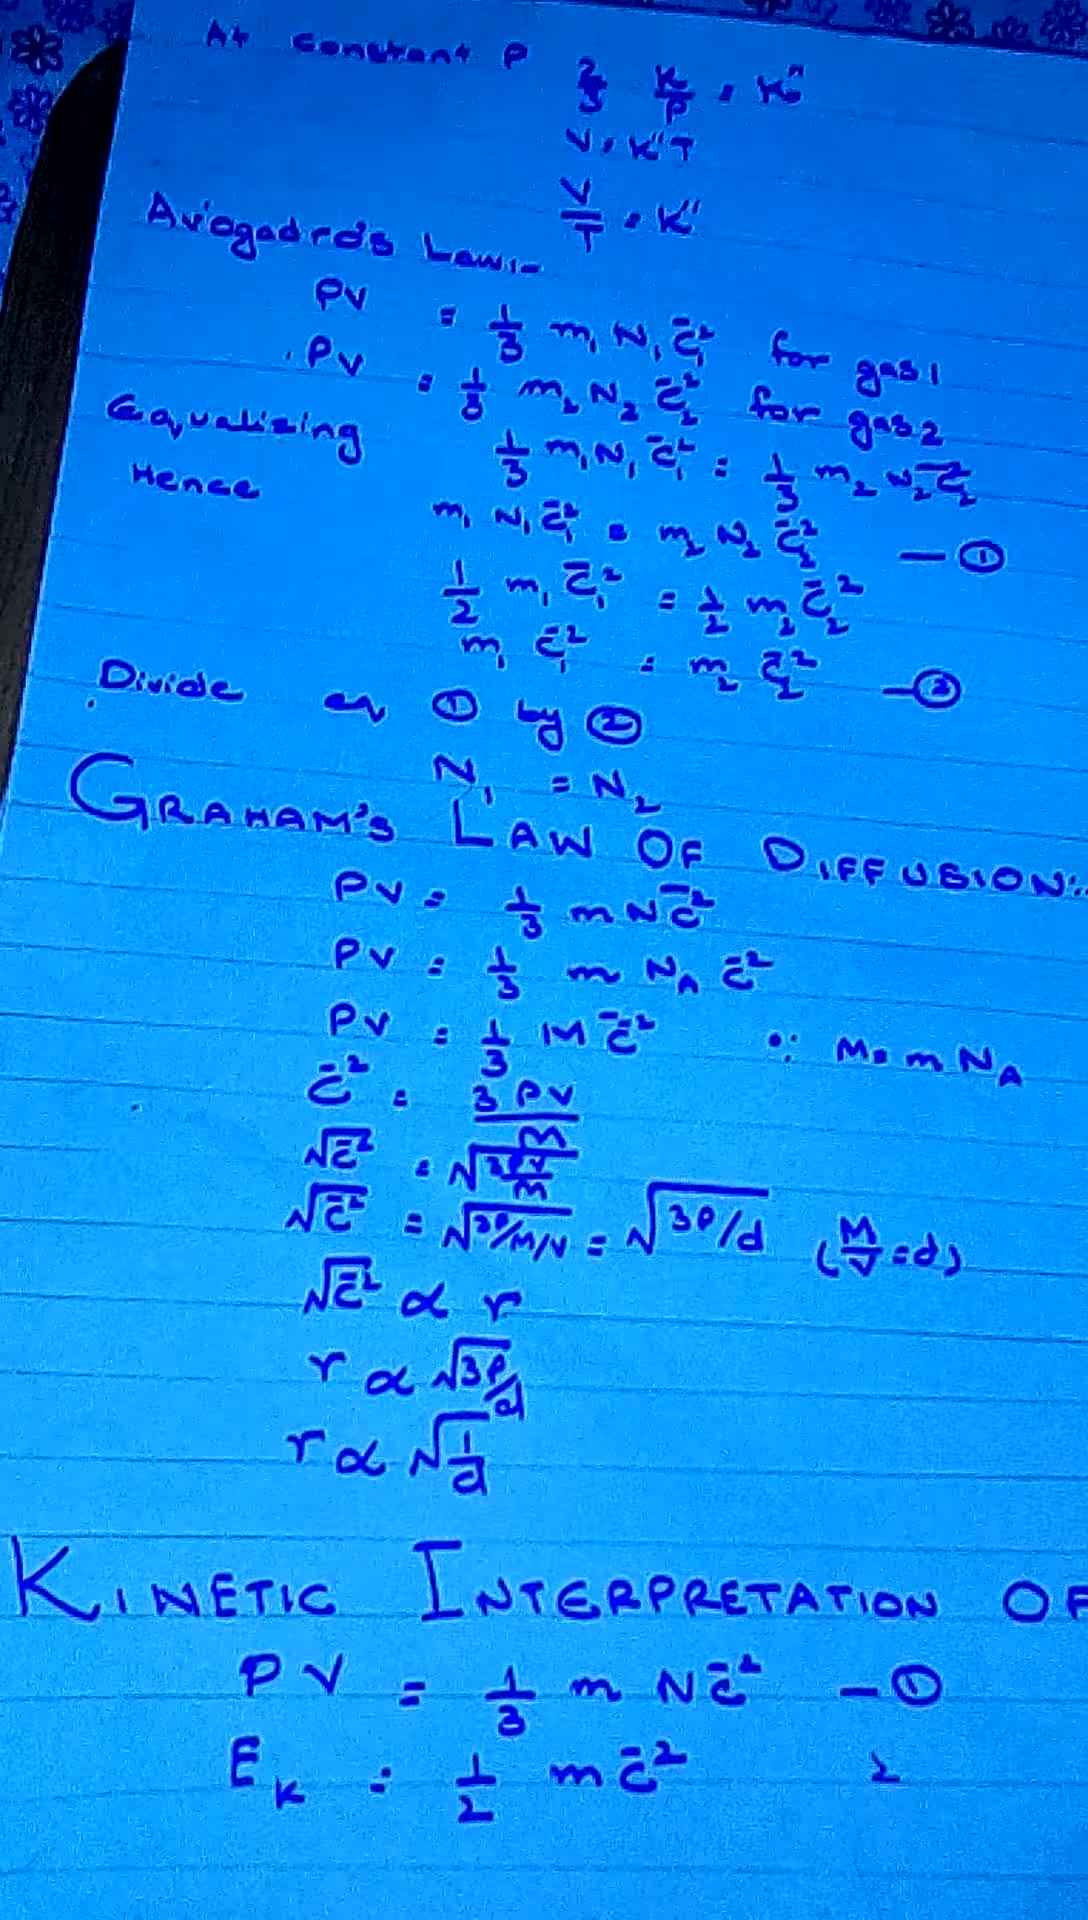 At constant P
2/3 K/P = K"
V = K"T
V/T = K"
Avogadro's Law:-
PV = 1/3 m₁ N₁ c̄₁² for gas 1
PV = 1/3 m₂ N₂ c̄₂² for gas 2
Equalizing 1/3 m₁ N₁ c̄₁² = 1/3 m₂ N₂ c̄₂²
Hence m₁ N₁ c̄₁² = m₂ N₂ c̄₂² — ①
1/2 m₁ c̄₁² = 1/2 m₂ c̄₂²
m₁ c̄₁² = m₂ c̄₂² — ②
Divide eq ① by ②
N₁ = N₂
GRAHAM'S LAW OF DIFFUSION:-
PV = 1/3 m N c̄²
PV = 1/3 m N_A c̄²
PV = 1/3 M c̄² ∵ M = m N_A
c̄² = 3PV/M
√c̄² = √3PV/M
√c̄² = √3P/M/V = √3P/d (M/V = d)
√c̄² ∝ r
r ∝ √3P/d
r ∝ √1/d
KINETIC INTERPRETATION OF
PV = 1/3 m N c̄² — ①
E_K = 1/2 m c̄² 2